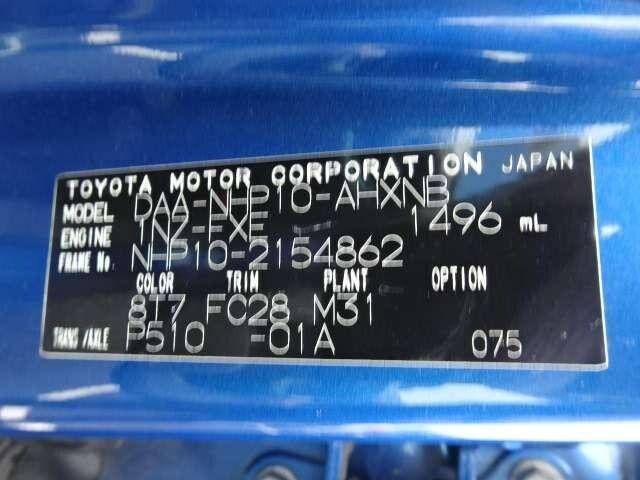 TOYOTA MOTOR CORPORATION JAPAN
MODEL DAA-NHP10-AHXNB
ENGINE 1NZ-FXE 1496 mL
FRAME No. NHP10-2154862
COLOR TRIM PLANT OPTION
8T7 FC28 M31
TRANS/AXLE P510 -01A 075